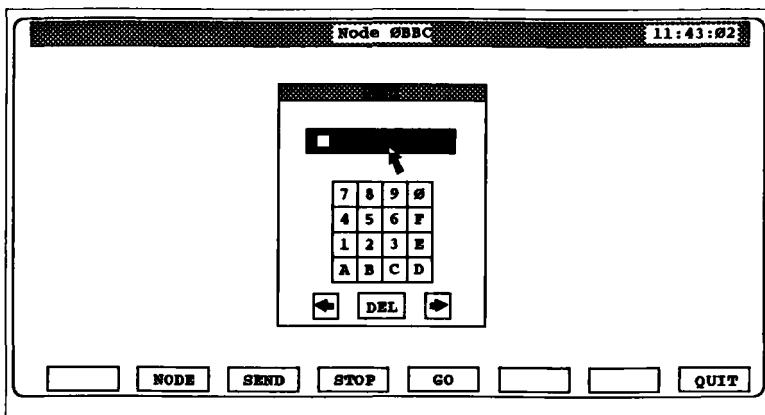 Node ØBBC 11:43:Ø2
7 8 9 Ø
4 5 6 F
1 2 3 E
A B C D
DEL
NODE SEND STOP GO QUIT